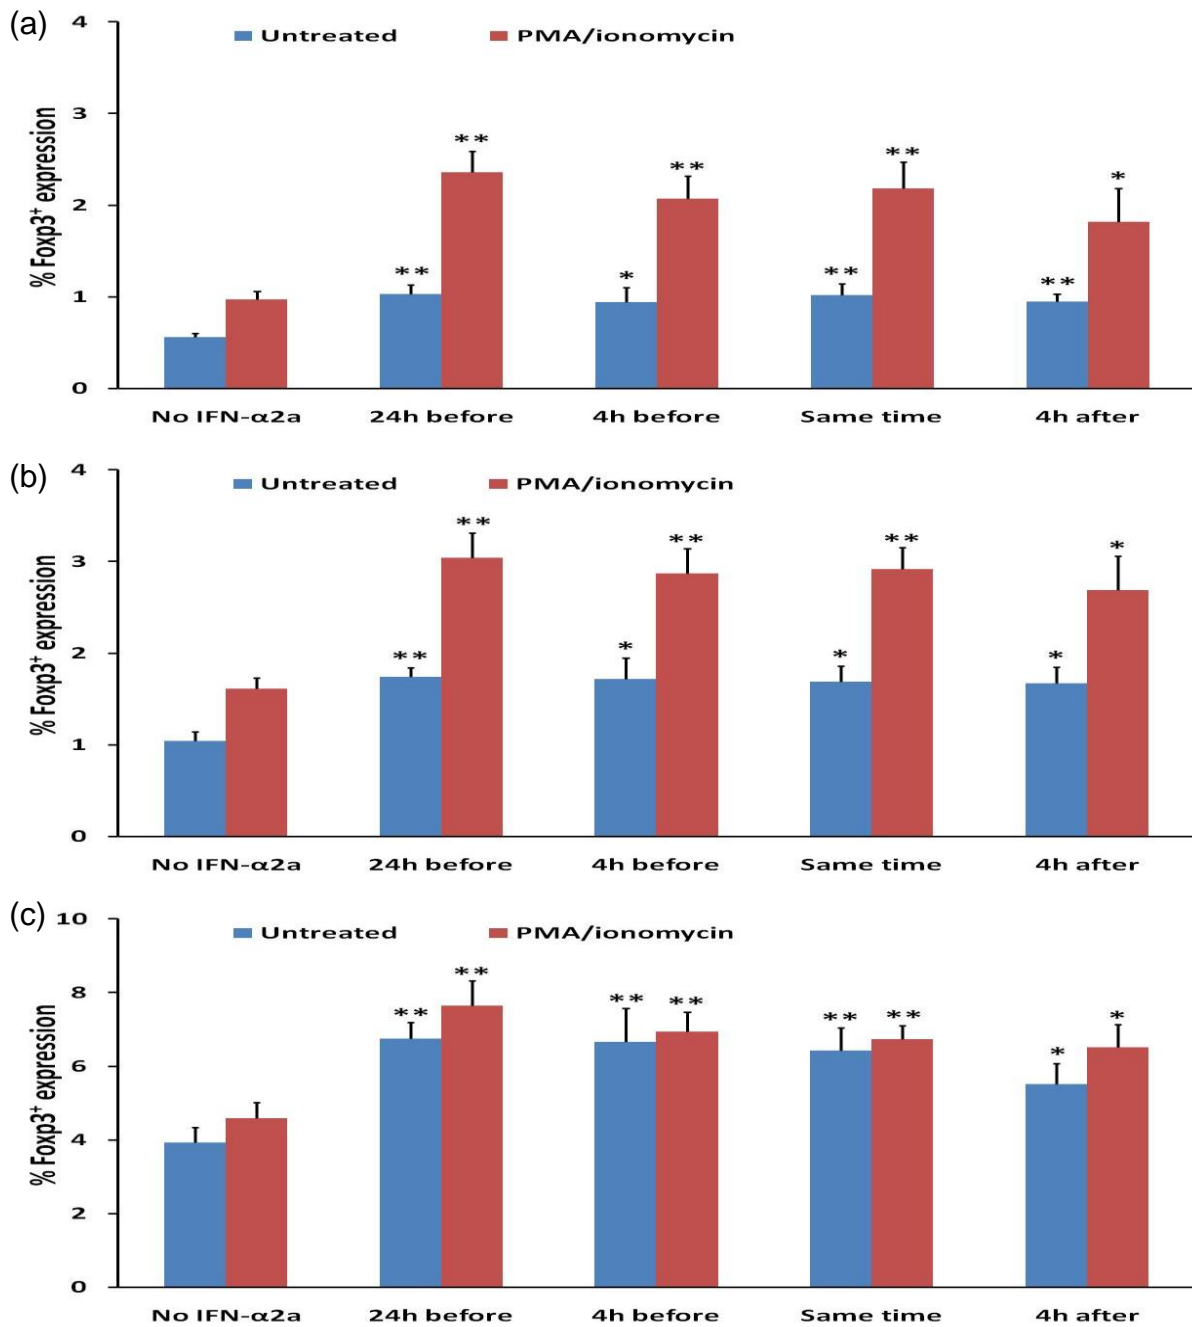 (a)
4
Untreated PMA/ionomycin
3
2
1
0
% Foxp3⁺ expression
** ** ** *
** * ** **
No IFN-α2a 24h before 4h before Same time 4h after
(b)
4
Untreated PMA/ionomycin
3
2
1
0
% Foxp3⁺ expression
** ** ** *
** * * *
No IFN-α2a 24h before 4h before Same time 4h after
(c)
10
Untreated PMA/ionomycin
8
6
4
2
0
% Foxp3⁺ expression
** ** ** ** ** ** * *
No IFN-α2a 24h before 4h before Same time 4h after